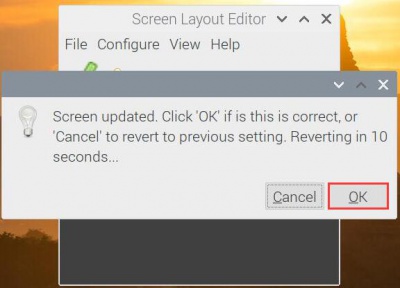 Screen Layout Editor
File Configure View Help
Screen updated. Click 'OK' if is this is correct, or
'Cancel' to revert to previous setting. Reverting in 10
seconds...
Cancel OK